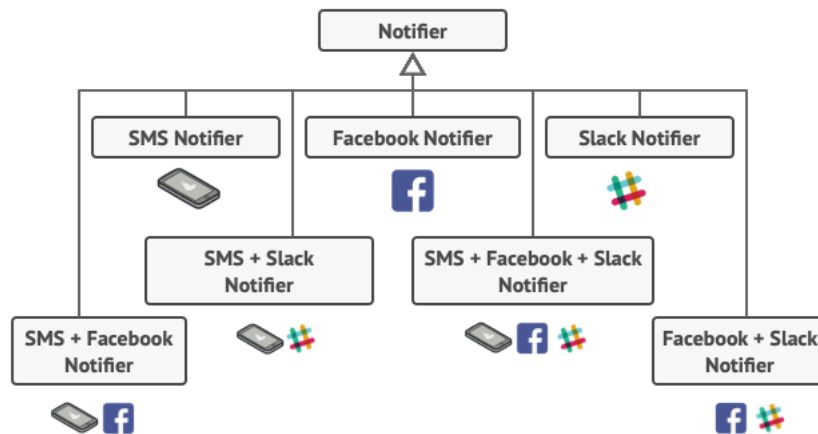 Notifier
SMS Notifier
Facebook Notifier
Slack Notifier
SMS + Slack
Notifier
SMS + Facebook + Slack
Notifier
SMS + Facebook
Notifier
Facebook + Slack
Notifier